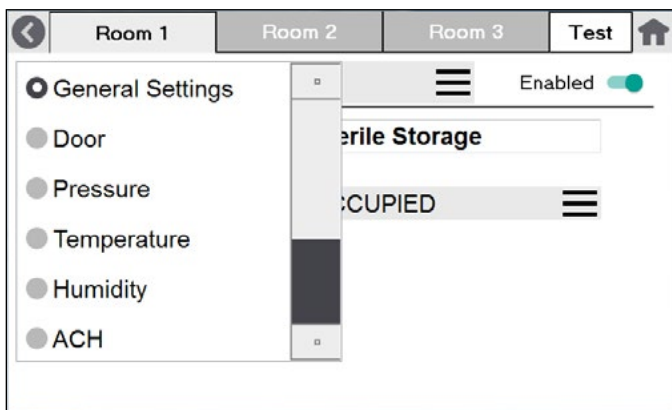 Room 1 Room 2 Room 3 Test
General Settings Enabled
Door erile Storage
Pressure CCUPIED
Temperature
Humidity
ACH